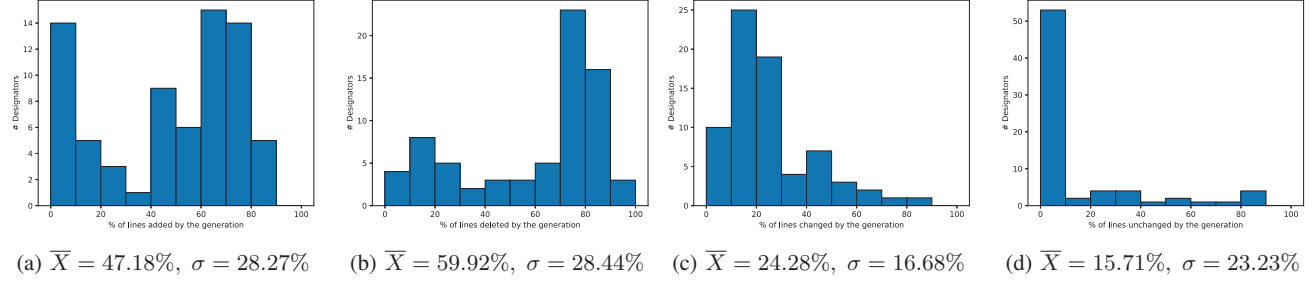 14
12
10
8
6
4
2
0
# Designators
0 20 40 60 80 100
% of lines added by the generation
(a) X̅ = 47.18%, σ = 28.27%
20
15
10
5
0
# Designators
0 20 40 60 80 100
% of lines deleted by the generation
(b) X̅ = 59.92%, σ = 28.44%
25
20
15
10
5
0
# Designators
0 20 40 60 80 100
% of lines changed by the generation
(c) X̅ = 24.28%, σ = 16.68%
50
40
30
20
10
0
# Designators
0 20 40 60 80 100
% of lines unchanged by the generation
(d) X̅ = 15.71%, σ = 23.23%